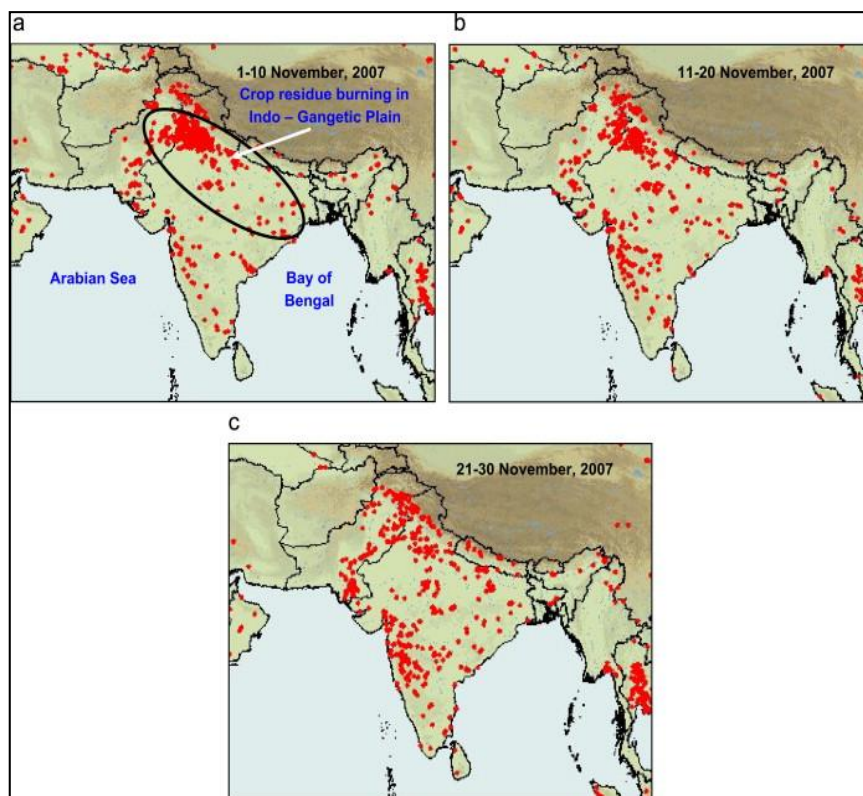 a
1-10 November, 2007
Crop residue burning in
Indo – Gangetic Plain
Arabian Sea
Bay of
Bengal
b
11-20 November, 2007
c
21-30 November, 2007